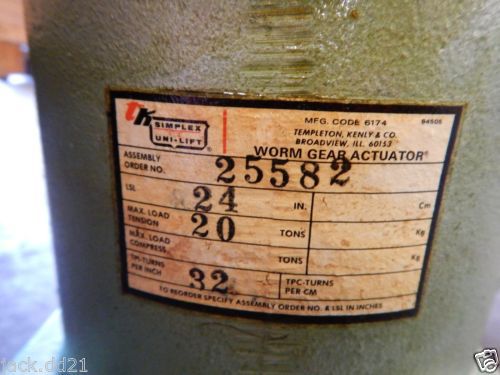 TK SIMPLEX UNI-LIFT®
MFG. CODE 6174 94505
TEMPLETON, KENLY & CO.
BROADVIEW, ILL. 60153
WORM GEAR ACTUATOR®
ASSEMBLY ORDER NO. 25582
LSL 24 IN. Cm
MAX. LOAD TENSION 20 TONS Kg
MAX. LOAD COMPRESS. TONS Kg
TPI-TURNS PER INCH 32 TPC-TURNS PER CM
TO REORDER SPECIFY ASSEMBLY ORDER NO. & LSL IN INCHES
jack.dd21